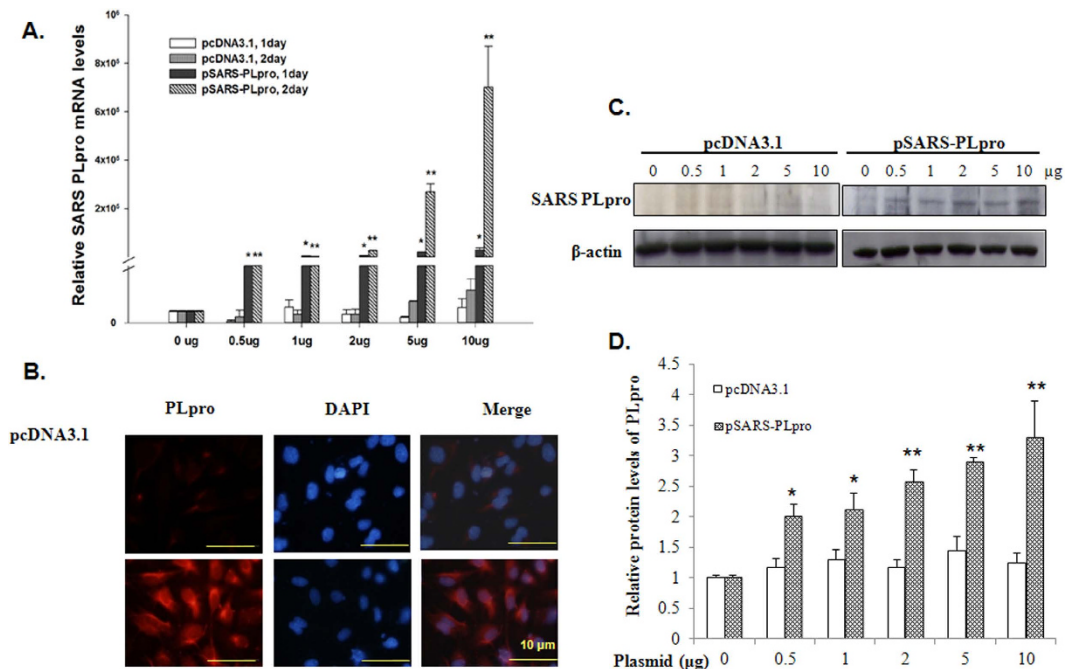 A.
Relative SARS PLpro mRNA levels
10⁶
8x10⁵
6x10⁵
4x10⁵
2x10⁵
0
pcDNA3.1, 1day
pcDNA3.1, 2day
pSARS-PLpro, 1day
pSARS-PLpro, 2day
* ** * ** * ** * ** * **
0 ug 0.5ug 1ug 2ug 5ug 10ug
B.
PLpro DAPI Merge
pcDNA3.1
10 µm
C.
pcDNA3.1 pSARS-PLpro
0 0.5 1 2 5 10 0 0.5 1 2 5 10 µg
SARS PLpro
β-actin
D.
Relative protein levels of PLpro
4.5
4
3.5
3
2.5
2
1.5
1
0.5
0
pcDNA3.1
pSARS-PLpro
* * ** ** **
Plasmid (µg) 0 0.5 1 2 5 10